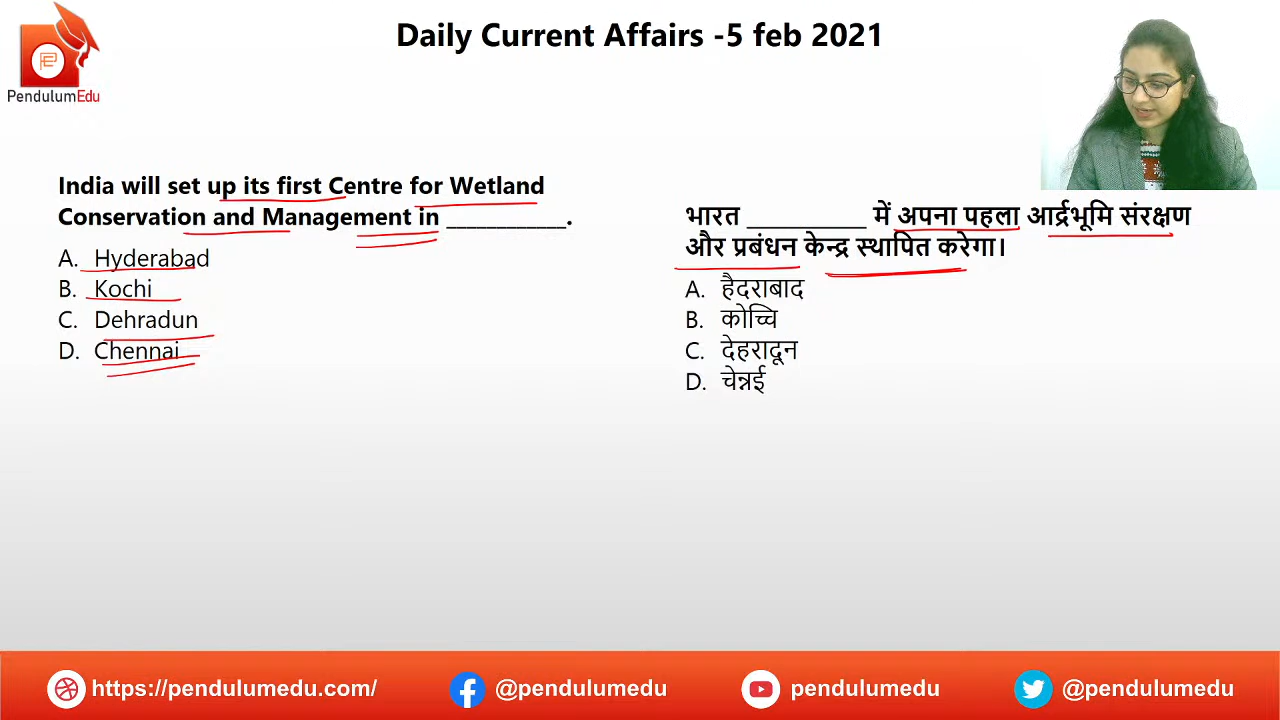 Daily Current Affairs -5 feb 2021
PendulumEdu
India will set up its first Centre for Wetland
Conservation and Management in ____________.
A. Hyderabad
B. Kochi
C. Dehradun
D. Chennai
भारत __________ में अपना पहला आर्द्रभूमि संरक्षण
और प्रबंधन केन्द्र स्थापित करेगा।
A. हैदराबाद
B. कोच्चि
C. देहरादून
D. चेन्नई
https://pendulumedu.com/
@pendulumedu
pendulumedu
@pendulumedu